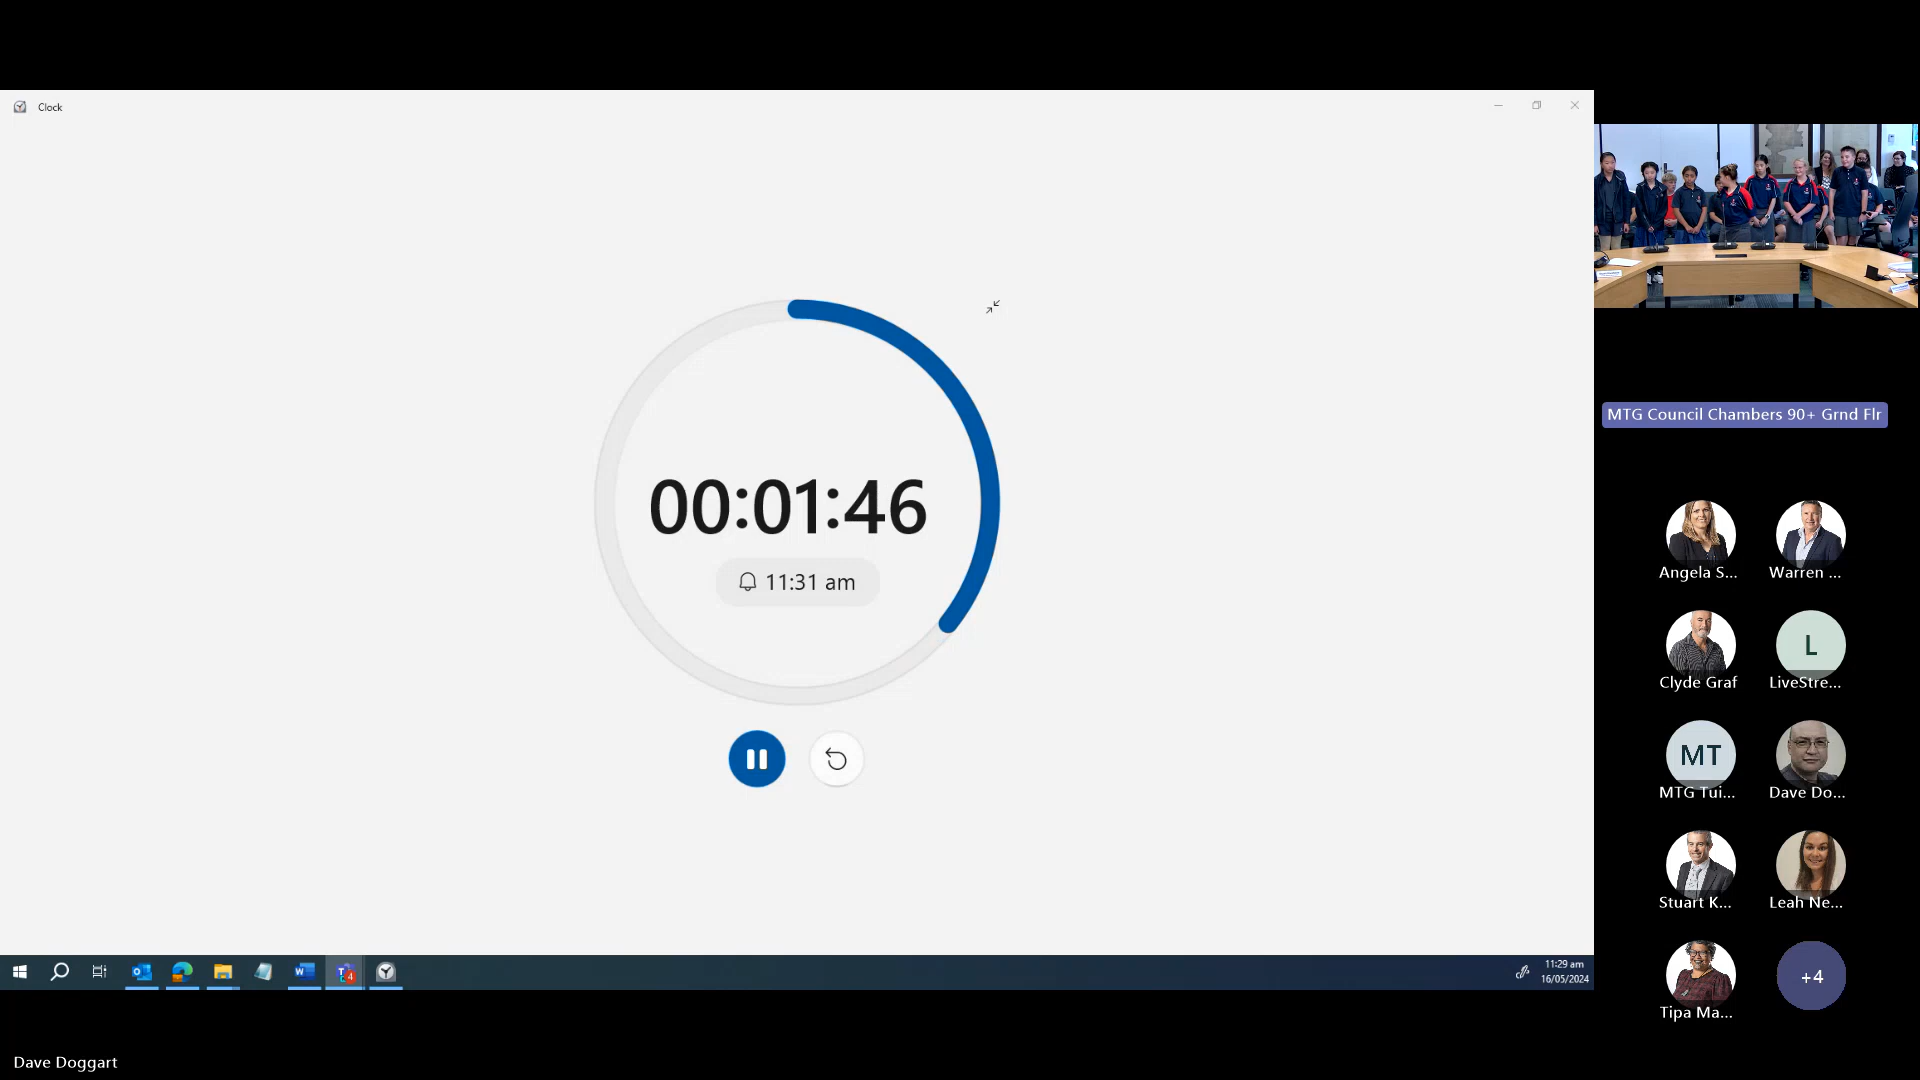 Clock
00:01:46
11:31 am
11:29 am
16/05/2024
MTG Council Chambers 90+ Grnd Flr
Angela S...
Warren ...
Clyde Graf
L
LiveStre...
MT
MTG Tui...
Dave Do...
Stuart K...
Leah Ne...
Tipa Ma...
+4
Dave Doggart